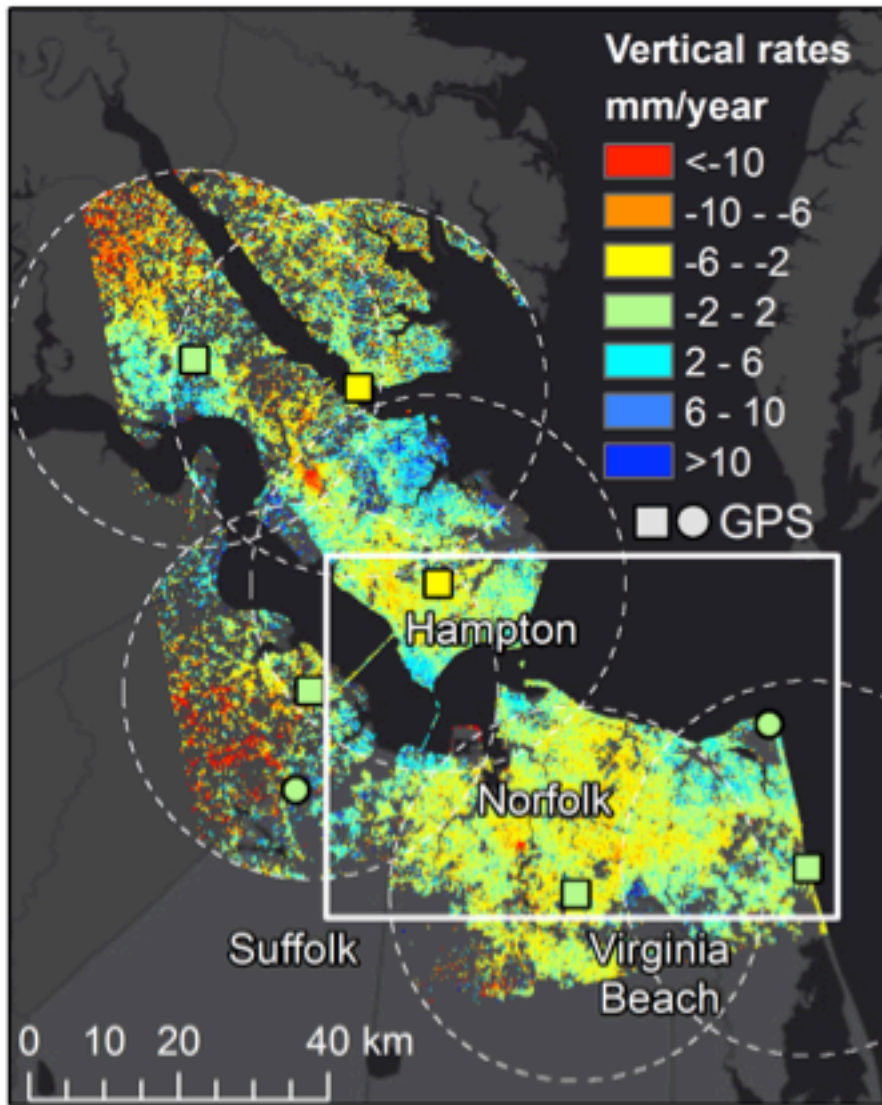 Vertical rates
mm/year
<-10
-10 - -6
-6 - -2
-2 - 2
2 - 6
6 - 10
>10
GPS
Hampton
Norfolk
Suffolk
Virginia
Beach
0 10 20 40 km